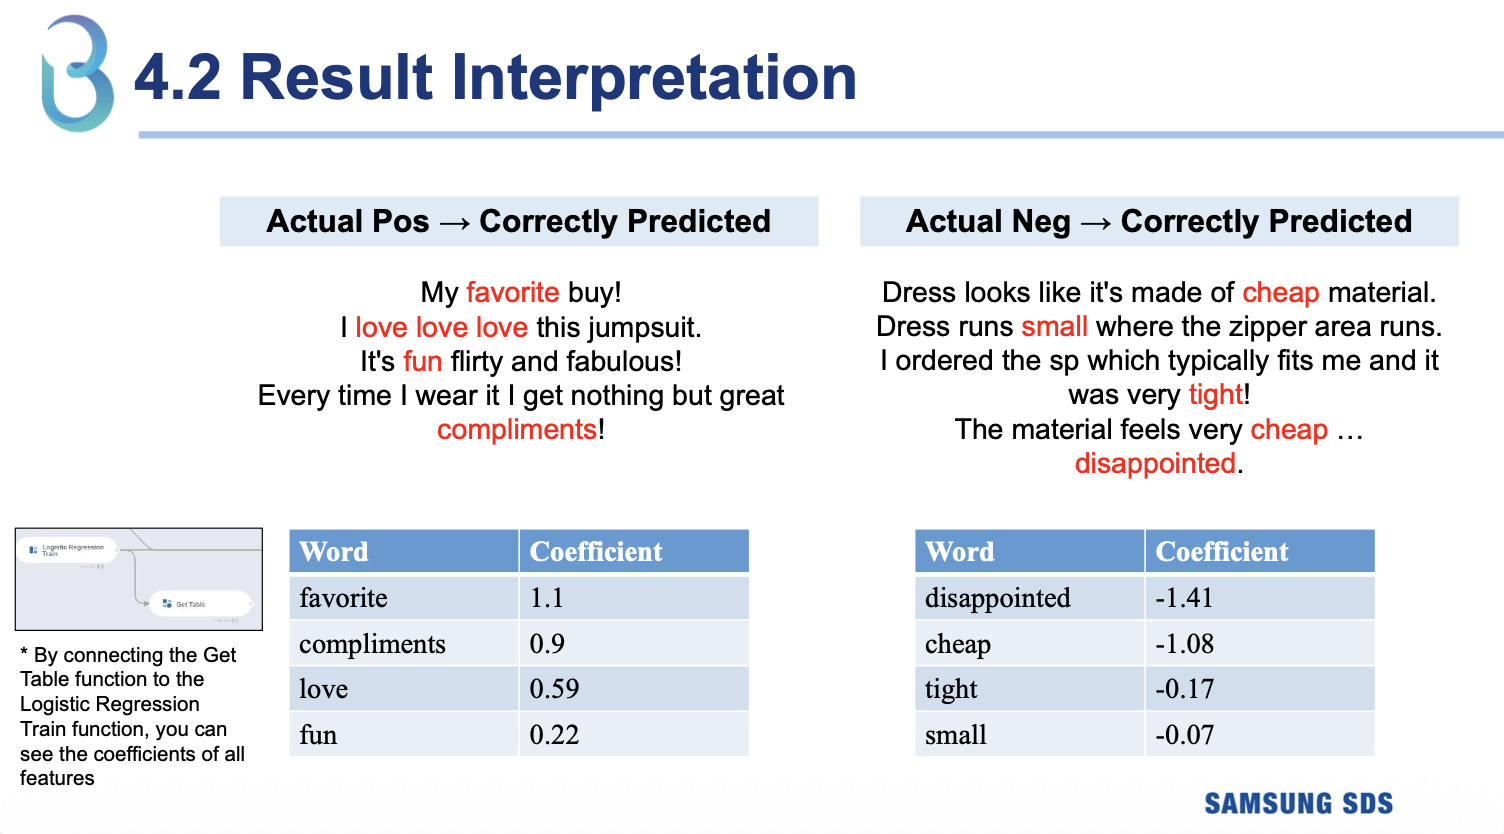 4.2 Result Interpretation
Actual Pos → Correctly Predicted
My favorite buy!
I love love love this jumpsuit.
It's fun flirty and fabulous!
Every time I wear it I get nothing but great
compliments!
Actual Neg → Correctly Predicted
Dress looks like it's made of cheap material.
Dress runs small where the zipper area runs.
I ordered the sp which typically fits me and it
was very tight!
The material feels very cheap …
disappointed.
Logistic Regression
Train
Get Table
* By connecting the Get
Table function to the
Logistic Regression
Train function, you can
see the coefficients of all
features
Word Coefficient
favorite 1.1
compliments 0.9
love 0.59
fun 0.22
Word Coefficient
disappointed -1.41
cheap -1.08
tight -0.17
small -0.07
SAMSUNG SDS